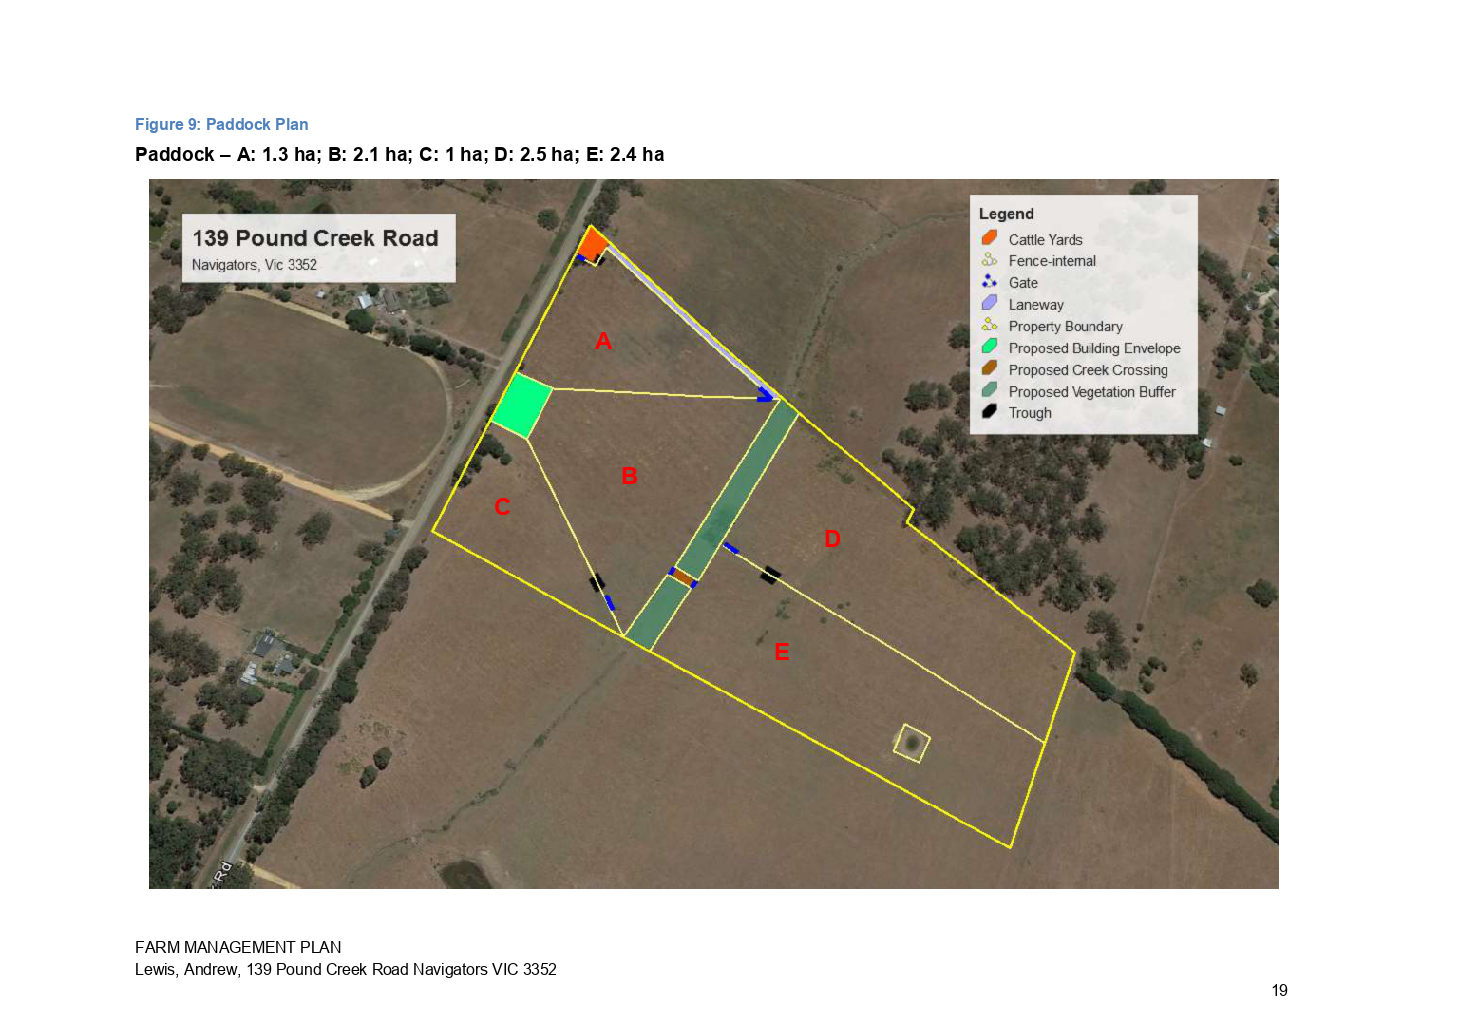 Figure 9: Paddock Plan
Paddock – A: 1.3 ha; B: 2.1 ha; C: 1 ha; D: 2.5 ha; E: 2.4 ha
139 Pound Creek Road
Navigators, Vic 3352
Legend
Cattle Yards
Fence-internal
Gate
Laneway
Property Boundary
Proposed Building Envelope
Proposed Creek Crossing
Proposed Vegetation Buffer
Trough
A
B
C
D
E
Rd
FARM MANAGEMENT PLAN
Lewis, Andrew, 139 Pound Creek Road Navigators VIC 3352
19